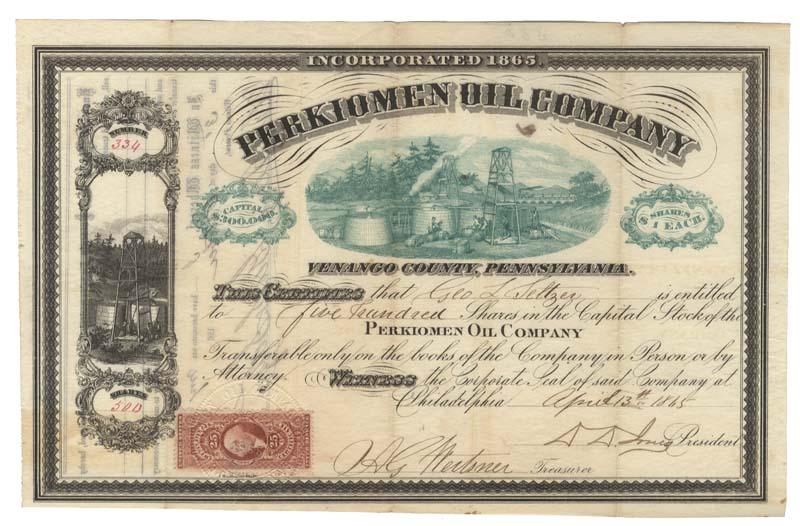 INCORPORATED 1865.
PERKIOMEN OIL COMPANY
NUMBER
334
CAPITAL
$300.000.
SHARES
$1 EACH.
VENANGO COUNTY, PENNSYLVANIA.
THIS CERTIFIES that Geo L Seltzer is entitled
to Five hundred Shares in the Capital Stock of the
PERKIOMEN OIL COMPANY
Transferable only on the books of the Company in Person or by
Attorney. WITNESS the Corporate Seal of said Company at
Philadelphia April 13th 1865
SHARES
500
25 25
President
Treasurer